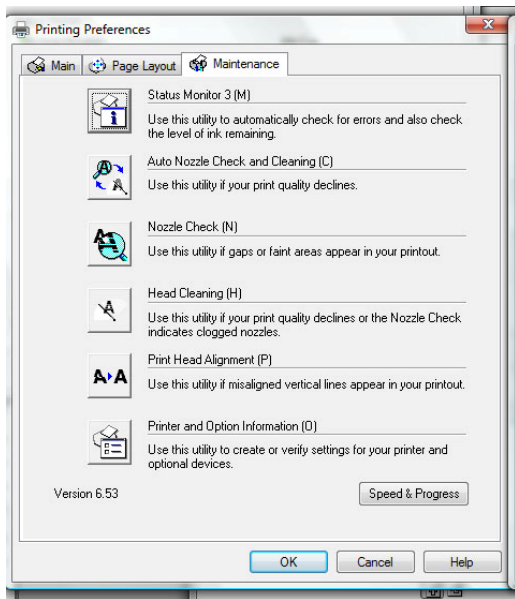 Printing Preferences
Main
Page Layout
Maintenance
Status Monitor 3 (M)
Use this utility to automatically check for errors and also check
the level of ink remaining.
Auto Nozzle Check and Cleaning (C)
Use this utility if your print quality declines.
Nozzle Check (N)
Use this utility if gaps or faint areas appear in your printout.
Head Cleaning (H)
Use this utility if your print quality declines or the Nozzle Check
indicates clogged nozzles.
Print Head Alignment (P)
Use this utility if misaligned vertical lines appear in your printout.
Printer and Option Information (O)
Use this utility to create or verify settings for your printer and
optional devices.
Version 6.53
Speed & Progress
OK
Cancel
Help